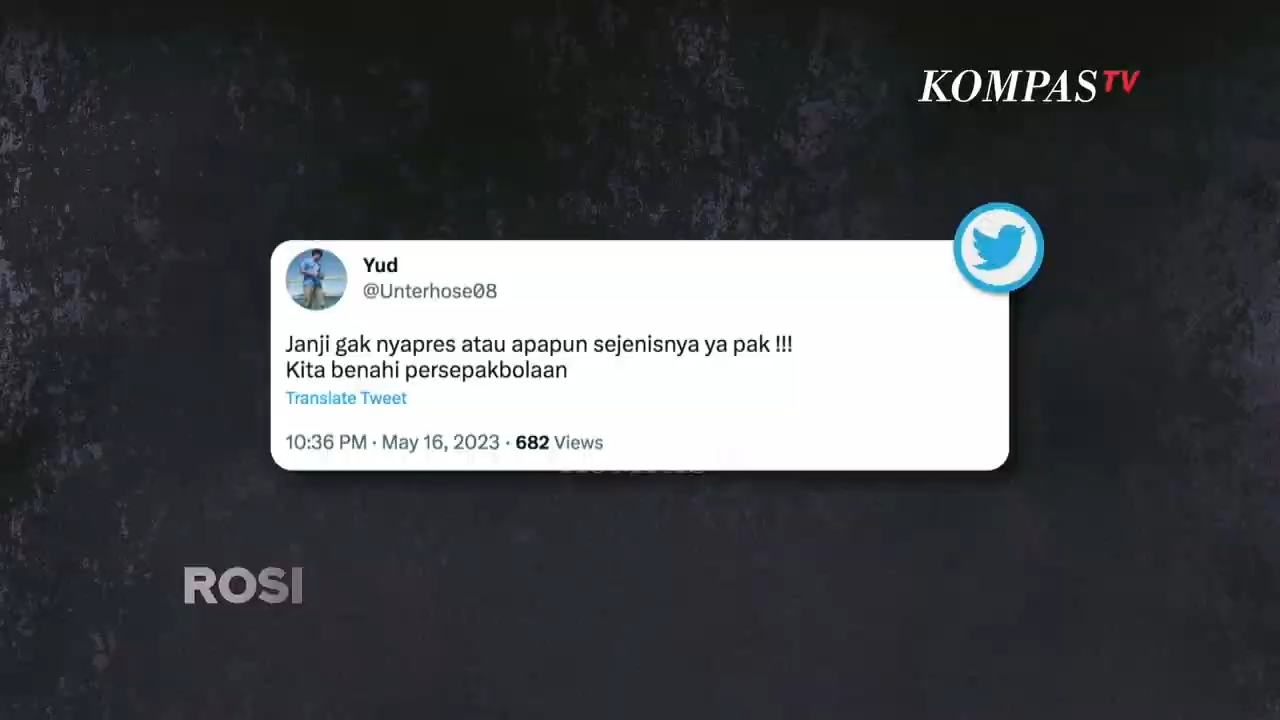 KOMPAS TV
Yud
@Unterhose08
Janji gak nyapres atau apapun sejenisnya ya pak !!!
Kita benahi persepakbolaan
Translate Tweet
10:36 PM · May 16, 2023 · 682 Views
ROSI